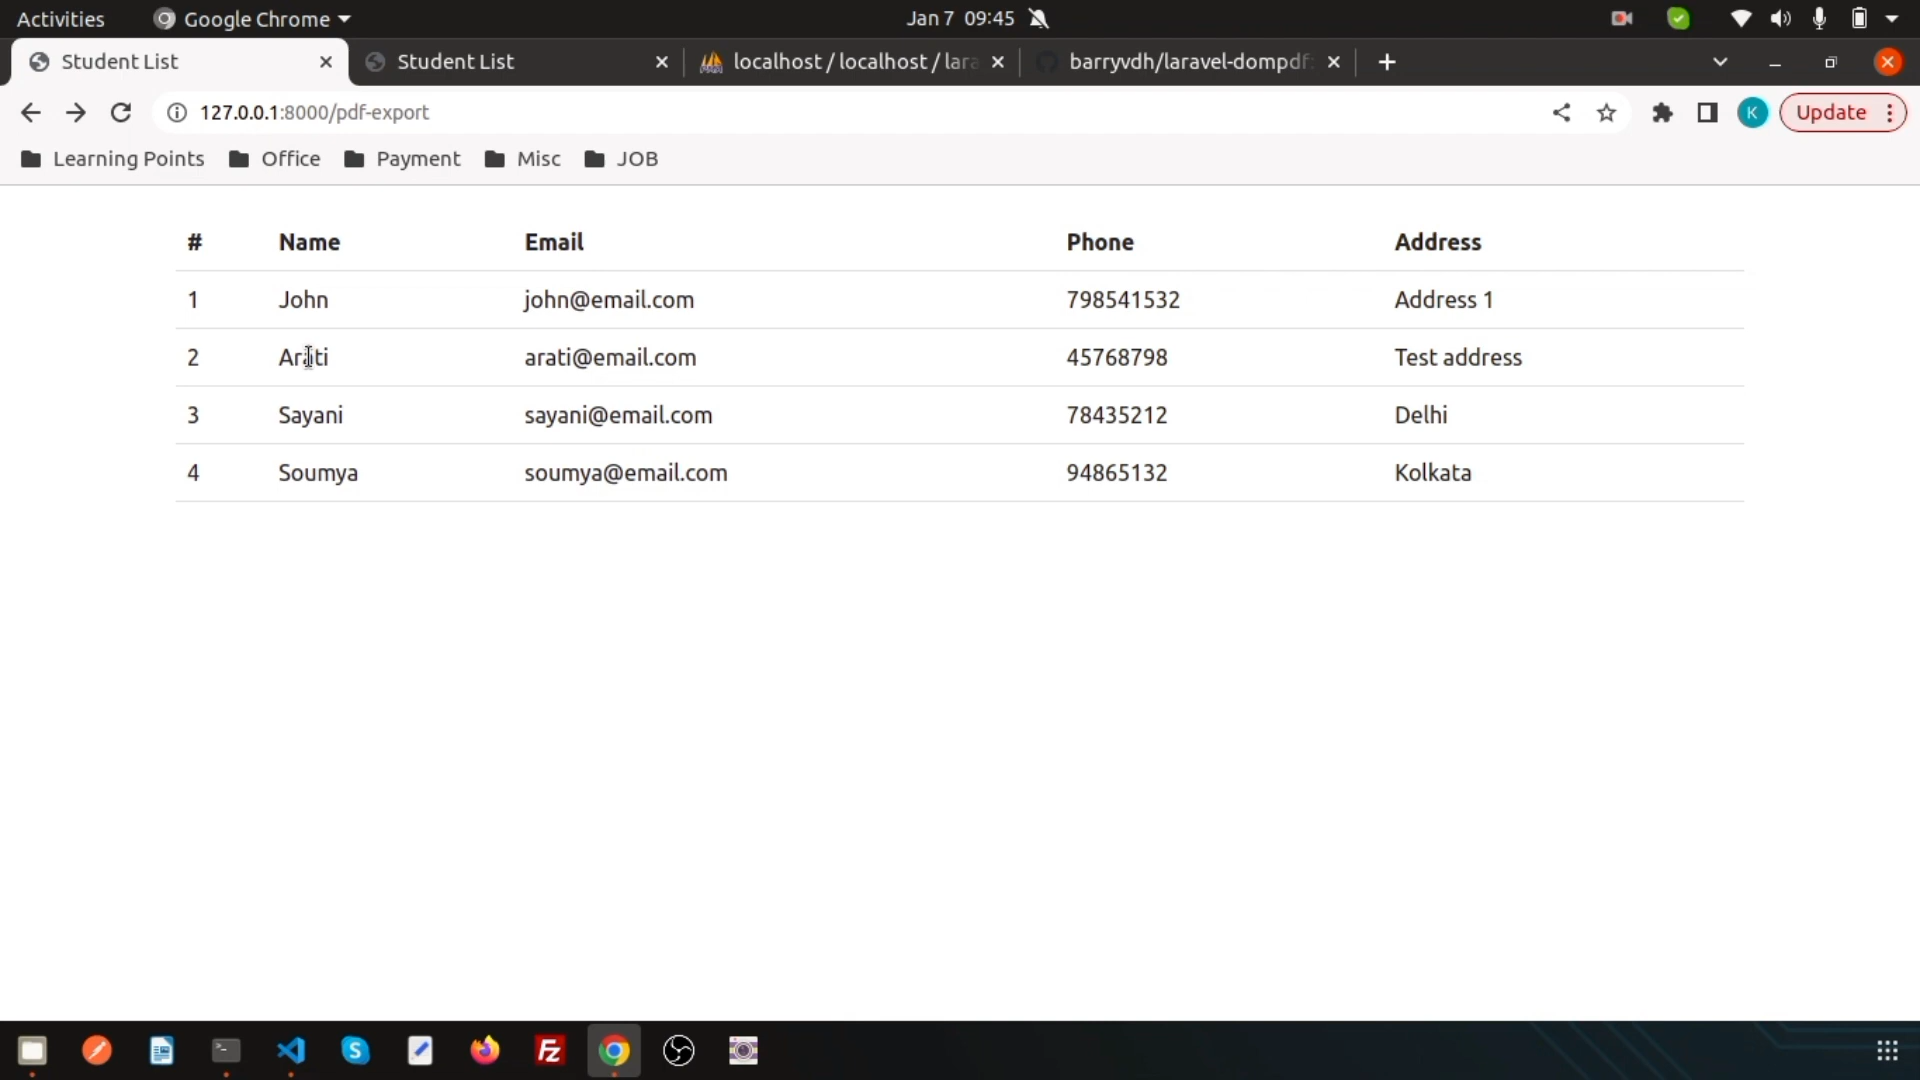 Activities Google Chrome Jan 7 09:45
Student List Student List localhost / localhost / lara barryvdh/laravel-dompdf:
127.0.0.1:8000/pdf-export K Update
Learning Points Office Payment Misc JOB
# Name Email Phone Address
1 John john@email.com 798541532 Address 1
2 Arati arati@email.com 45768798 Test address
3 Sayani sayani@email.com 78435212 Delhi
4 Soumya soumya@email.com 94865132 Kolkata